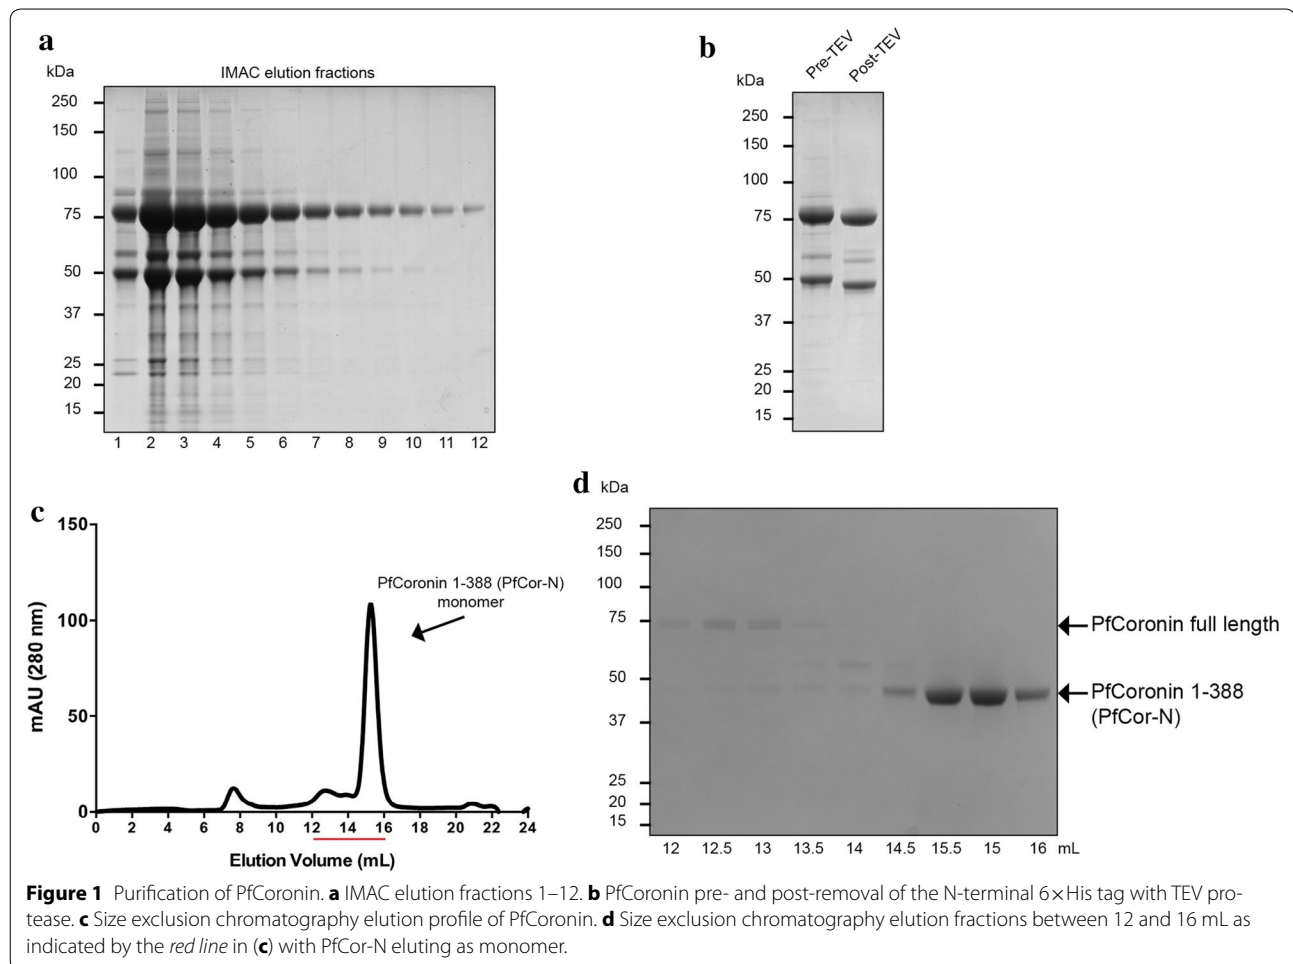 a
kDa
IMAC elution fractions
250
150
100
75
50
37
25
20
15
1 2 3 4 5 6 7 8 9 10 11 12
b
Pre-TEV
Post-TEV
kDa
250
150
100
75
50
37
25
20
15
c
150
100
50
0
mAU (280 nm)
PfCoronin 1-388 (PfCor-N)
monomer
0 2 4 6 8 10 12 14 16 18 20 22 24
Elution Volume (mL)
d
kDa
250
150
100
75
50
37
25
20
15
PfCoronin full length
PfCoronin 1-388
(PfCor-N)
12 12.5 13 13.5 14 14.5 15.5 15 16 mL
Figure 1 Purification of PfCoronin. a IMAC elution fractions 1–12. b PfCoronin pre- and post-removal of the N-terminal 6×His tag with TEV pro-
tease. c Size exclusion chromatography elution profile of PfCoronin. d Size exclusion chromatography elution fractions between 12 and 16 mL as
indicated by the red line in (c) with PfCor-N eluting as monomer.